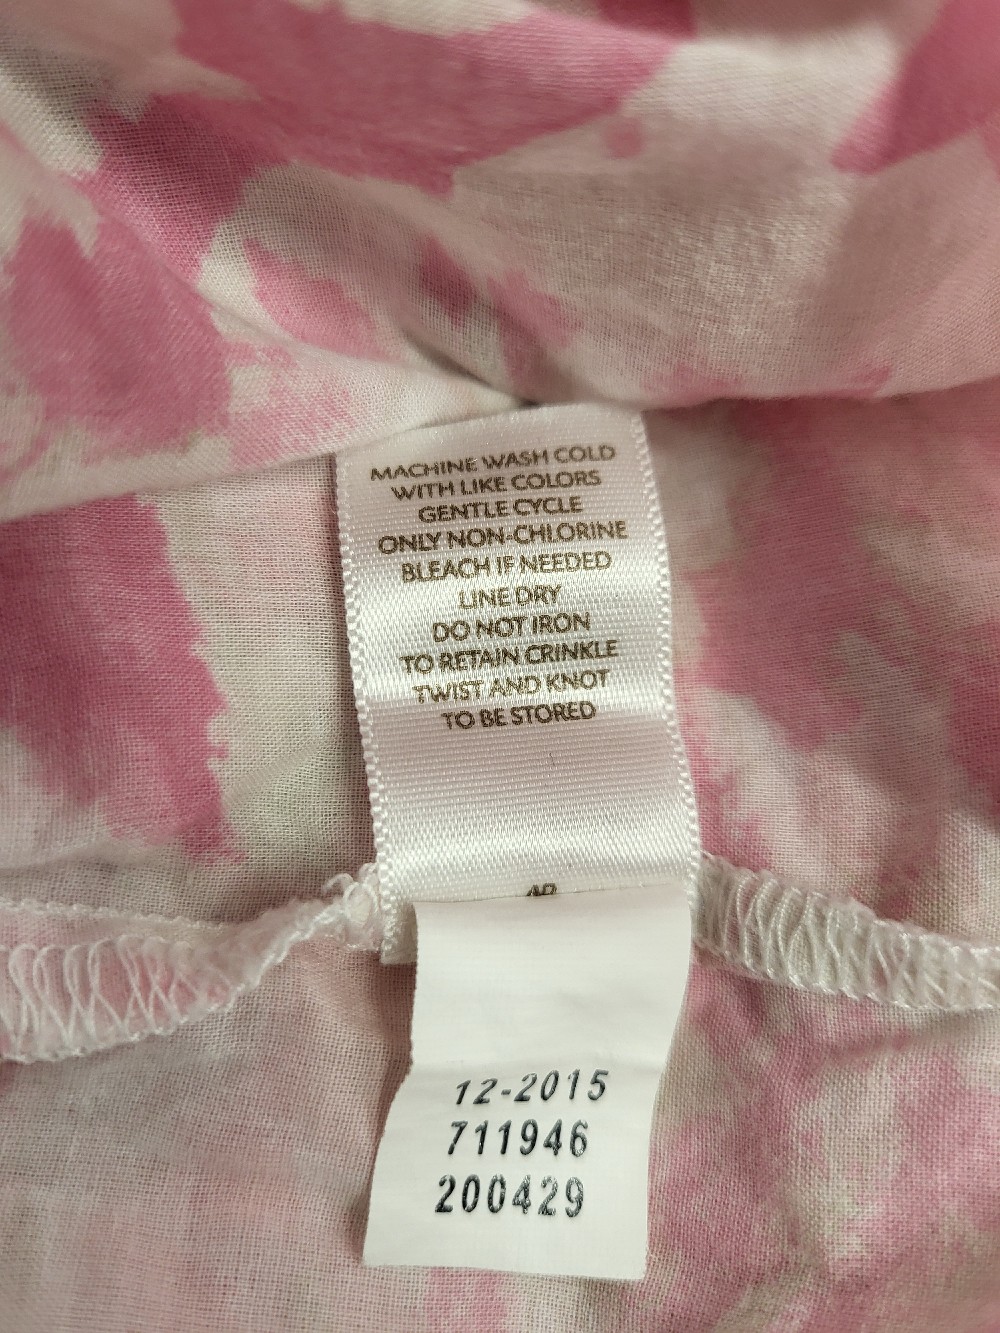 MACHINE WASH COLD
WITH LIKE COLORS
GENTLE CYCLE
ONLY NON-CHLORINE
BLEACH IF NEEDED
LINE DRY
DO NOT IRON
TO RETAIN CRINKLE
TWIST AND KNOT
TO BE STORED
12-2015
711946
200429